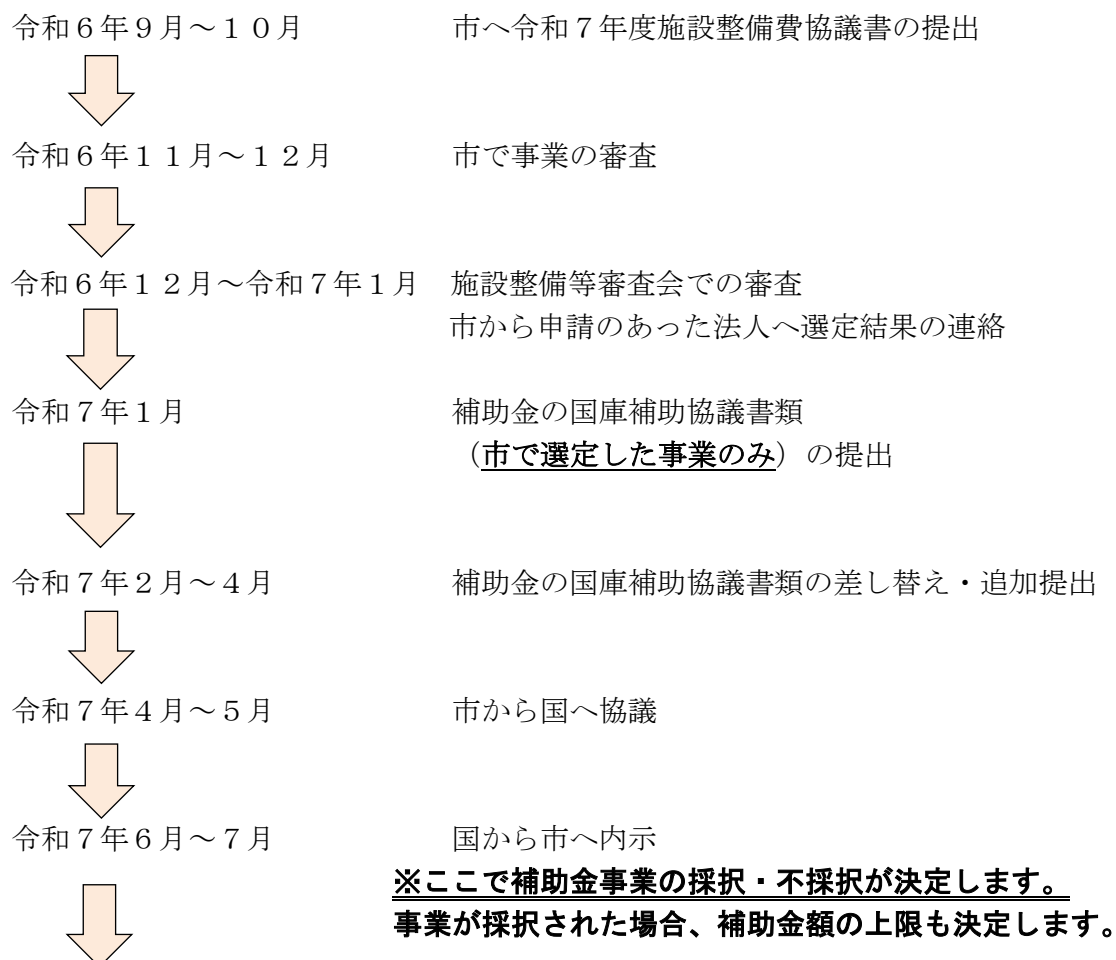 令和６年９月～１０月　市へ令和７年度施設整備費協議書の提出
令和６年１１月～１２月　市で事業の審査
令和６年１２月～令和７年１月　施設整備等審査会での審査
市から申請のあった法人へ選定結果の連絡
令和７年１月　補助金の国庫補助協議書類
（市で選定した事業のみ）の提出
令和７年２月～４月　補助金の国庫補助協議書類の差し替え・追加提出
令和７年４月～５月　市から国へ協議
令和７年６月～７月　国から市へ内示
※ここで補助金事業の採択・不採択が決定します。
事業が採択された場合、補助金額の上限も決定します。